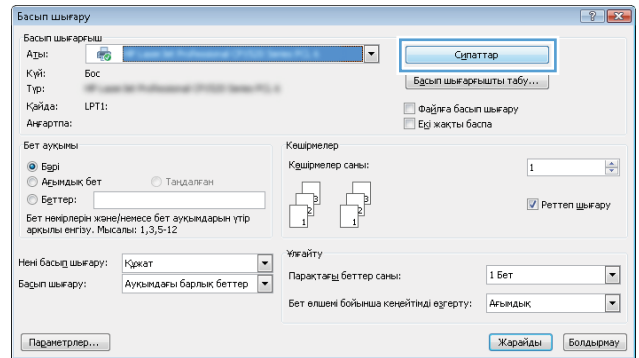 Басып шығару
Басып шығарғыш
Аты:
Сипаттар
Күй: Бос
Басып шығарғышты табу...
Түр:
Қайда: LPT1:
Файлға басып шығару
Аңғартпа:
Екі жақты баспа
Бет ауқымы
Бәрі
Ағымдық бет Таңдалған
Беттер:
Бет нөмірлерін және/немесе бет ауқымдарын үтір
арқылы енгізу. Мысалы: 1,3,5-12
Көшірмелер
Көшірмелер саны: 1
Реттеп шығару
Нені басып шығару: Құжат
Басып шығару: Ауқымдағы барлық беттер
Ұлғайту
Парақтағы беттер саны: 1 Бет
Бет өлшемі бойынша кеңейтімді өзгерту: Ағымдық
Параметрлер...
Жарайды Болдырмау